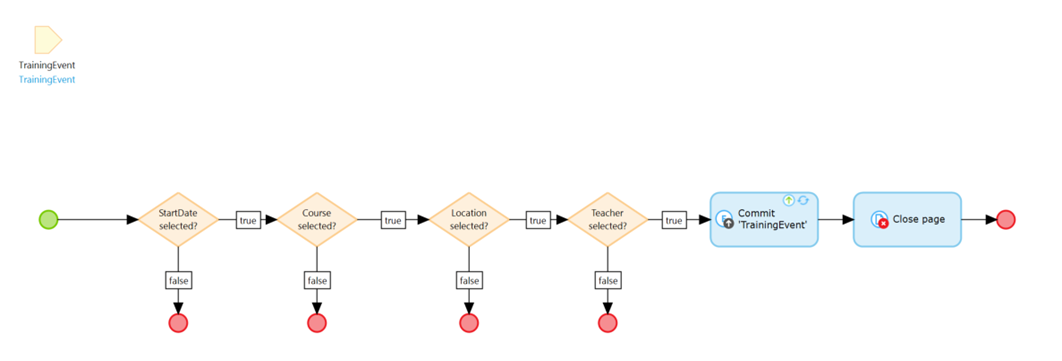 TrainingEvent
TrainingEvent
StartDate
selected?
true
Course
selected?
true
Location
selected?
true
Teacher
selected?
true
Commit
'TrainingEvent'
Close page
false
false
false
false